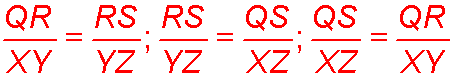 QR/XY = RS/YZ; RS/YZ = QS/XZ; QS/XZ = QR/XY